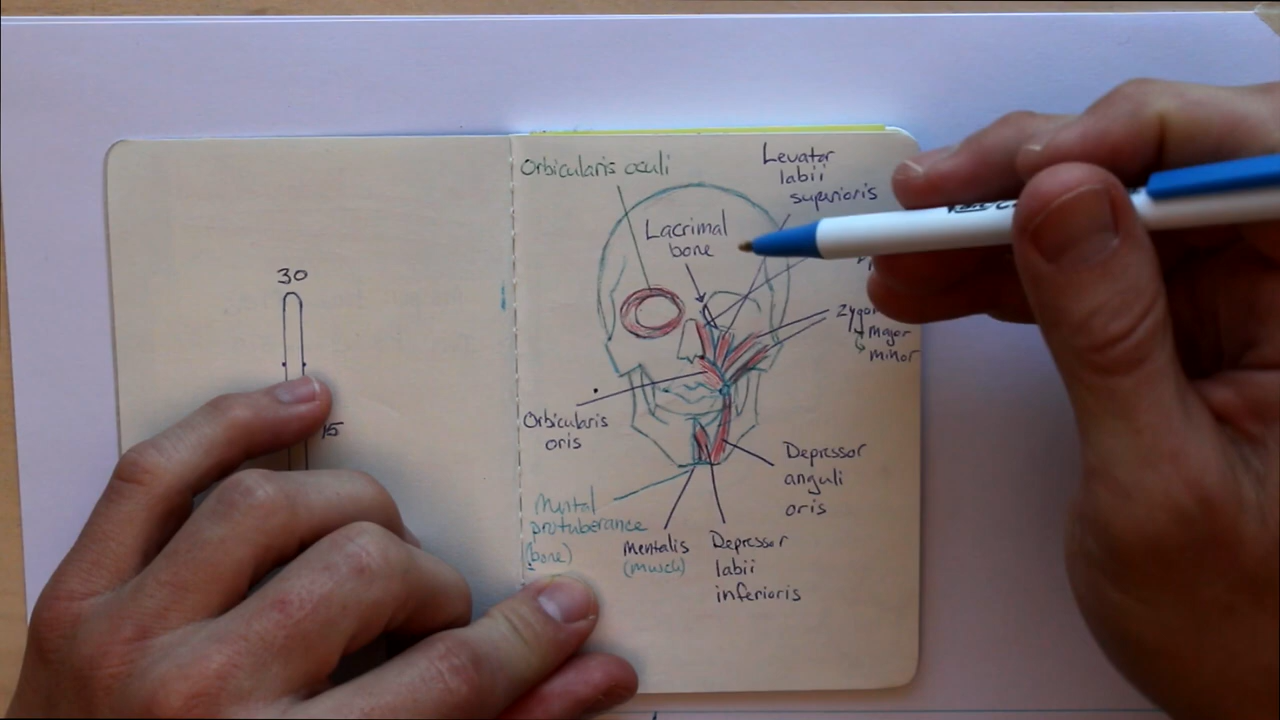 30
15
Orbicularis oculi
Levator
labii
superioris
Lacrimal
bone
major
minor
Orbicularis
oris
Depressor
anguli
oris
Mental
protuberance
(bone)
Mentalis
(muscle)
Depressor
labii
inferioris